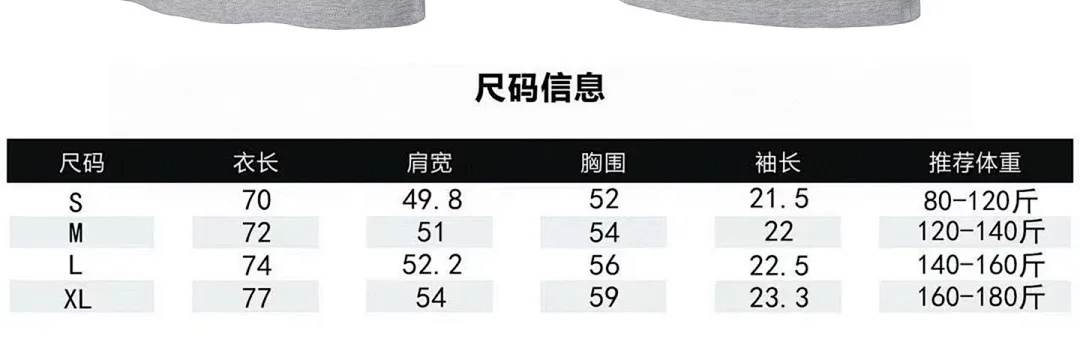 尺码信息
尺码 衣长 肩宽 胸围 袖长 推荐体重
S 70 49.8 52 21.5 80-120斤
M 72 51 54 22 120-140斤
L 74 52.2 56 22.5 140-160斤
XL 77 54 59 23.3 160-180斤